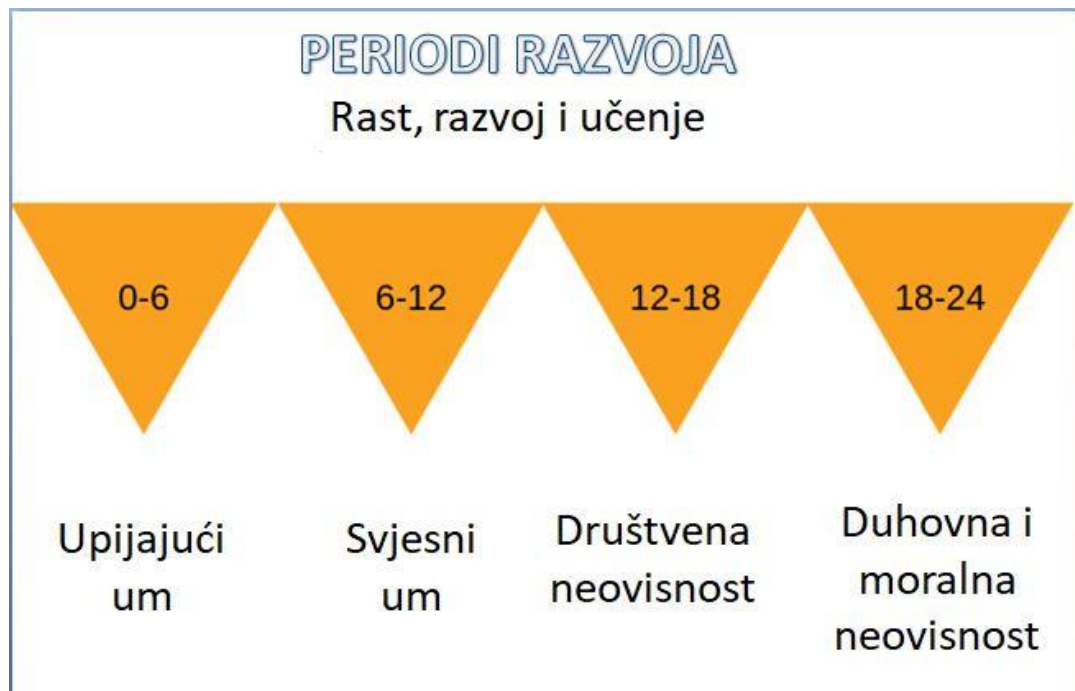 PERIODI RAZVOJA
Rast, razvoj i učenje
0-6
6-12
12-18
18-24
Upijajući
um
Svjesni
um
Društvena
neovisnost
Duhovna i
moralna
neovisnost